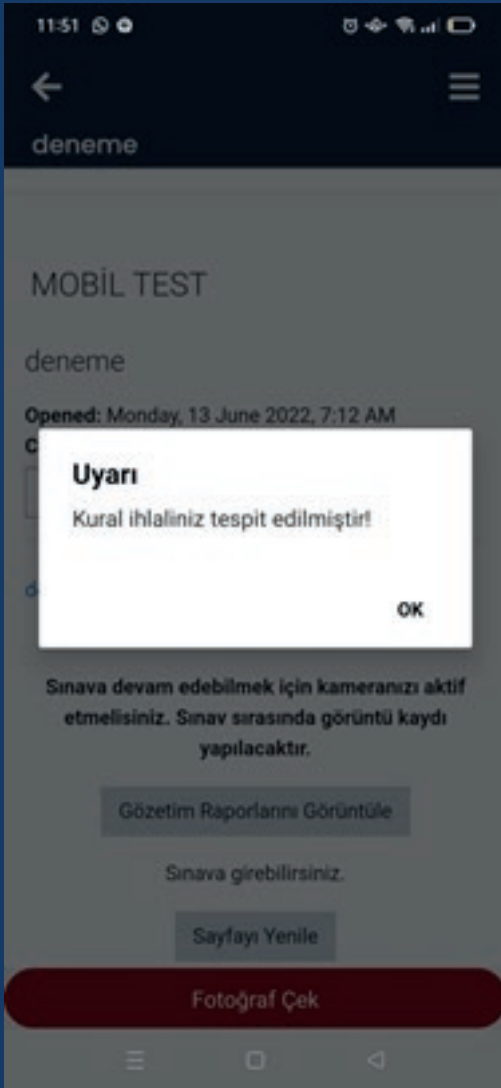 11:51
deneme
MOBİL TEST
deneme
Opened: Monday, 13 June 2022, 7:12 AM
C
Uyarı
Kural ihlaliniz tespit edilmiştir!
d
OK
Sınava devam edebilmek için kameranızı aktif
etmelisiniz. Sınav sırasında görüntü kaydı
yapılacaktır.
Gözetim Raporlarını Görüntüle
Sınava girebilirsiniz.
Sayfayı Yenile
Fotoğraf Çek